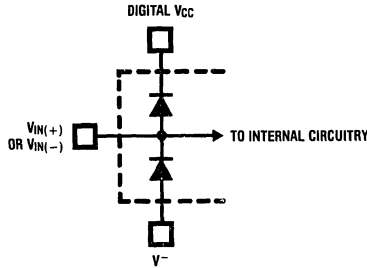 DIGITAL VCC
VIN(+)
OR VIN(−)
TO INTERNAL CIRCUITRY
V−